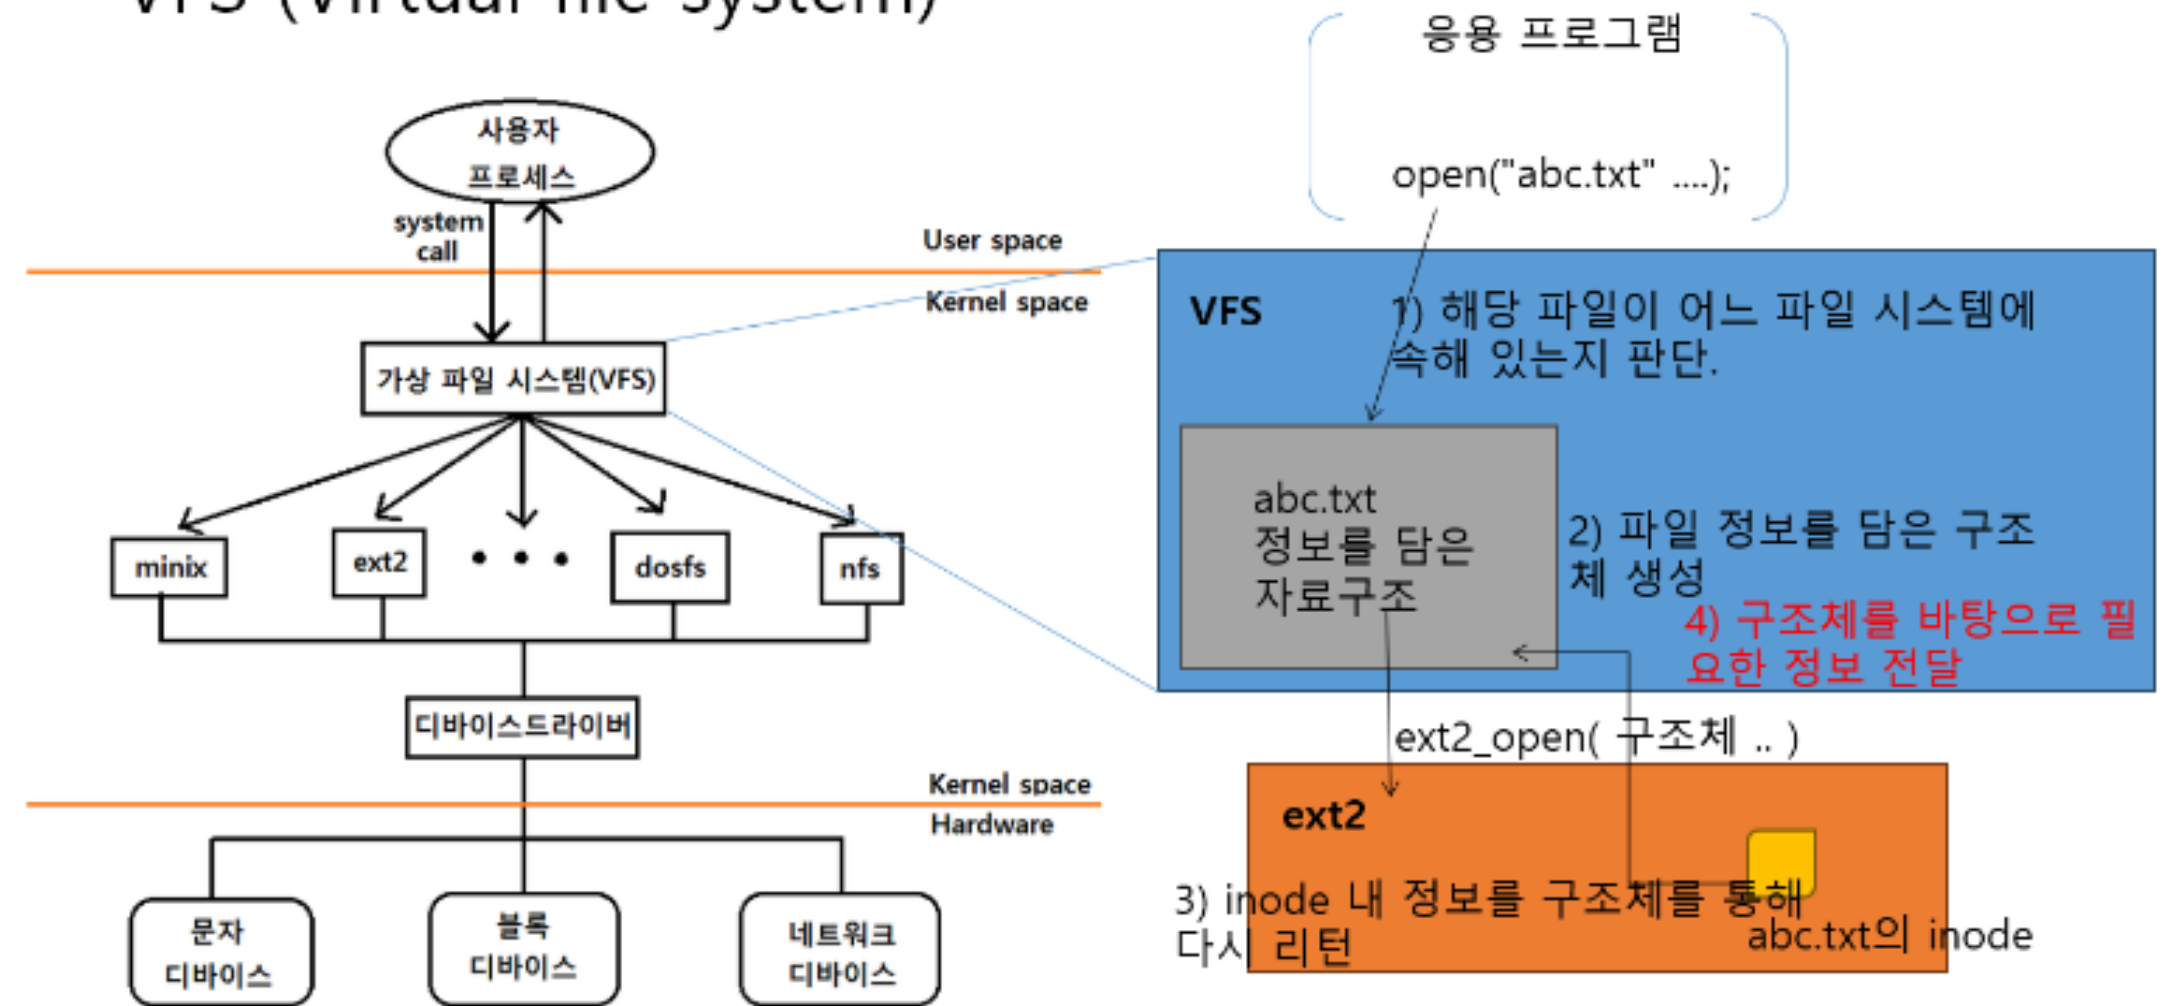 VFS (Virtual file system)
사용자
프로세스
system
call
User space
Kernel space
가상 파일 시스템(VFS)
minix
ext2
• • •
dosfs
nfs
디바이스드라이버
Kernel space
Hardware
문자
디바이스
블록
디바이스
네트워크
디바이스
응용 프로그램
open("abc.txt" ....);
VFS
1) 해당 파일이 어느 파일 시스템에
속해 있는지 판단.
abc.txt
정보를 담은
자료구조
2) 파일 정보를 담은 구조
체 생성
4) 구조체를 바탕으로 필
요한 정보 전달
ext2_open( 구조체 .. )
ext2
3) inode 내 정보를 구조체를 통해
다시 리턴
abc.txt의 inode